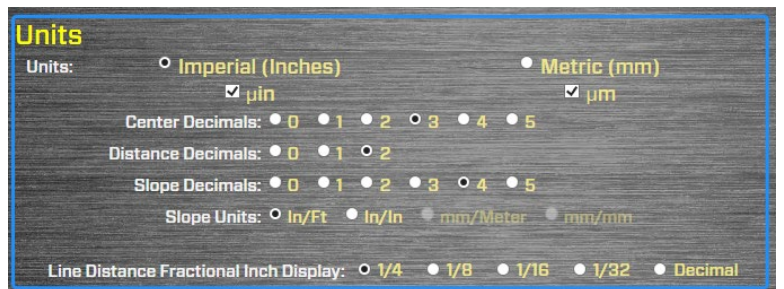 Units
Units: Imperial (Inches) Metric (mm)
µin µm
Center Decimals: 0 1 2 3 4 5
Distance Decimals: 0 1 2
Slope Decimals: 0 1 2 3 4 5
Slope Units: In/Ft In/In mm/Meter mm/mm
Line Distance Fractional Inch Display: 1/4 1/8 1/16 1/32 Decimal